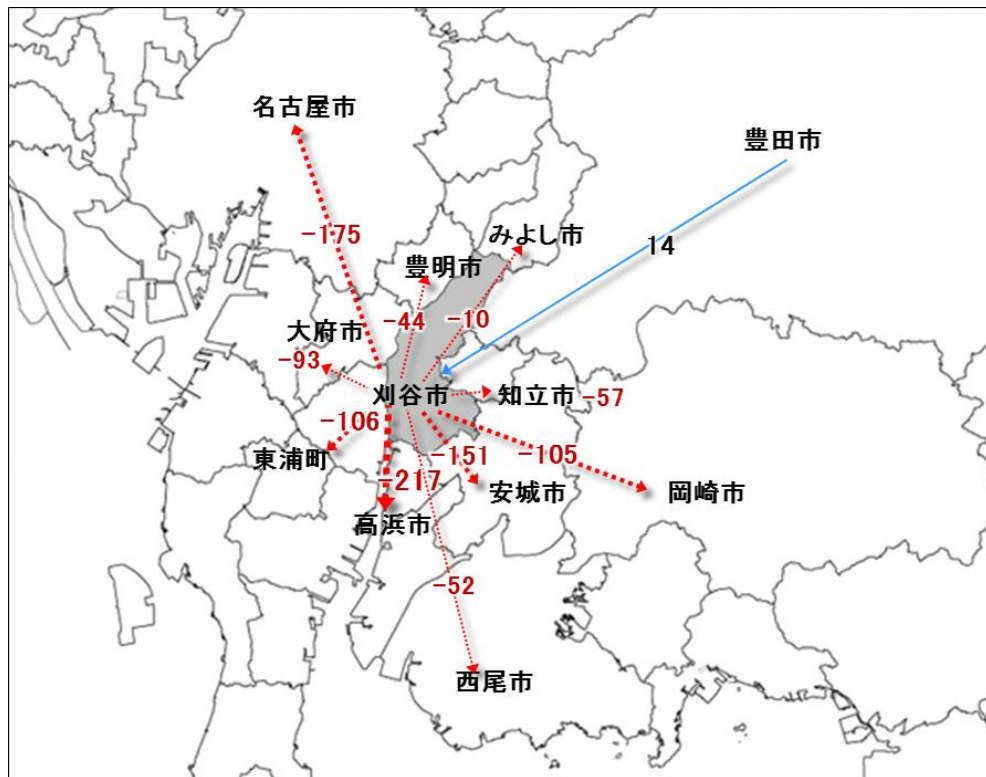 名古屋市
豊田市
-175
みよし市
14
豊明市
-44
-10
大府市
-93
刈谷市
知立市
-57
-106
東浦町
-151
-105
-217
安城市
岡崎市
高浜市
-52
西尾市